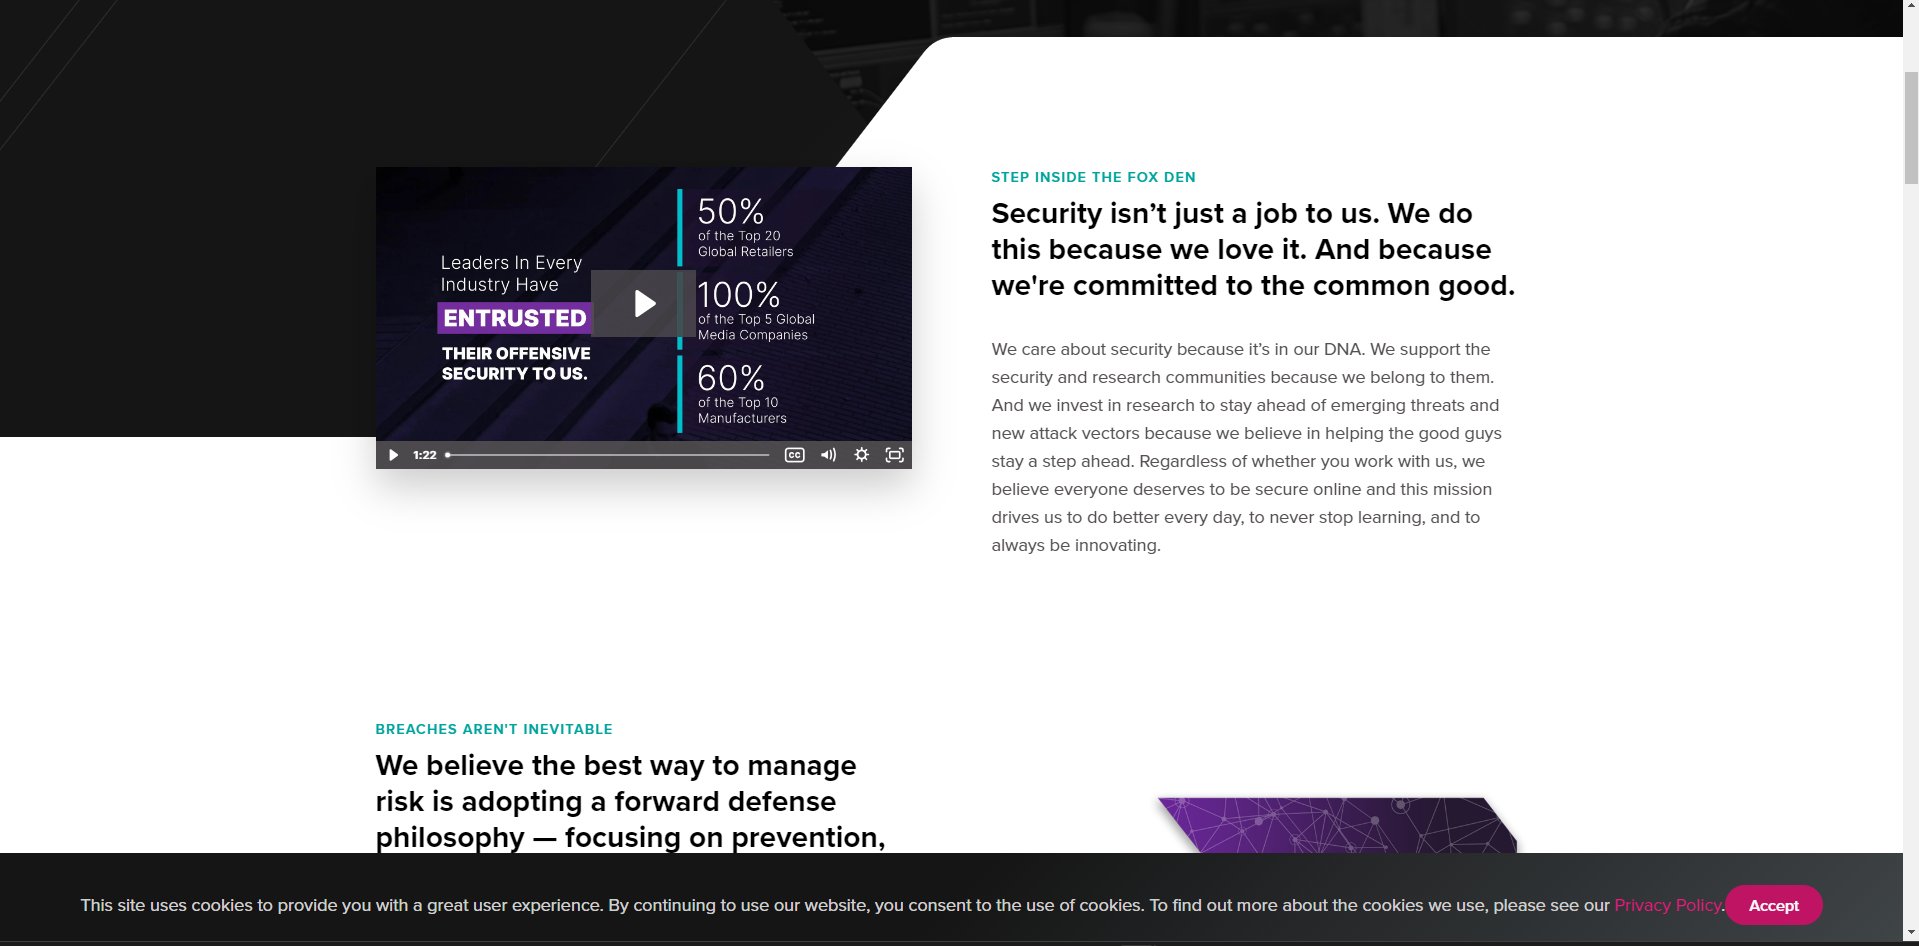 Leaders In Every
Industry Have
ENTRUSTED
THEIR OFFENSIVE
SECURITY TO US.
50%
of the Top 20
Global Retailers
100%
of the Top 5 Global
Media Companies
60%
of the Top 10
Manufacturers
1:22
CC
STEP INSIDE THE FOX DEN
Security isn’t just a job to us. We do
this because we love it. And because
we're committed to the common good.
We care about security because it’s in our DNA. We support the
security and research communities because we belong to them.
And we invest in research to stay ahead of emerging threats and
new attack vectors because we believe in helping the good guys
stay a step ahead. Regardless of whether you work with us, we
believe everyone deserves to be secure online and this mission
drives us to do better every day, to never stop learning, and to
always be innovating.
BREACHES AREN'T INEVITABLE
We believe the best way to manage
risk is adopting a forward defense
philosophy — focusing on prevention,
This site uses cookies to provide you with a great user experience. By continuing to use our website, you consent to the use of cookies. To find out more about the cookies we use, please see our Privacy Policy.
Accept